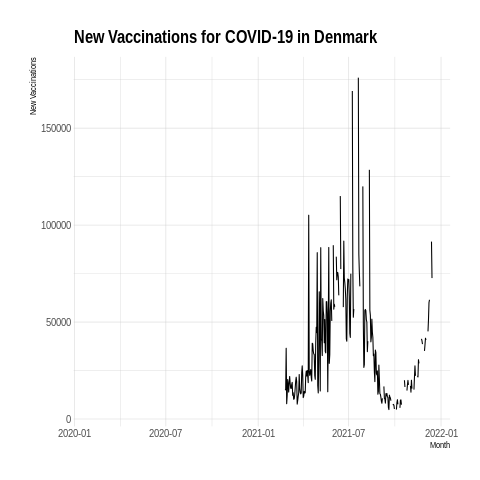 New Vaccinations for COVID-19 in Denmark
New Vaccinations
150000
100000
50000
0
2020-01 2020-07 2021-01 2021-07 2022-01
Month